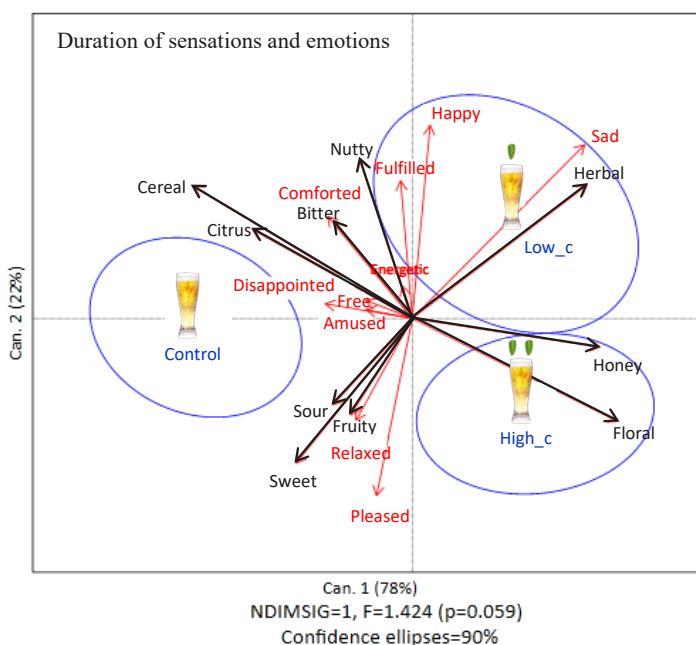 Duration of sensations and emotions
Happy
Sad
Nutty
Fulfilled
Herbal
Cereal
Comforted
Bitter
Citrus
Low_c
Energetic
Disappointed
Free
Amused
Control
Honey
Sour
Fruity
Floral
High_c
Relaxed
Sweet
Pleased
Can. 2 (22%)
Can. 1 (78%)
NDIMSIG=1, F=1.424 (p=0.059)
Confidence ellipses=90%